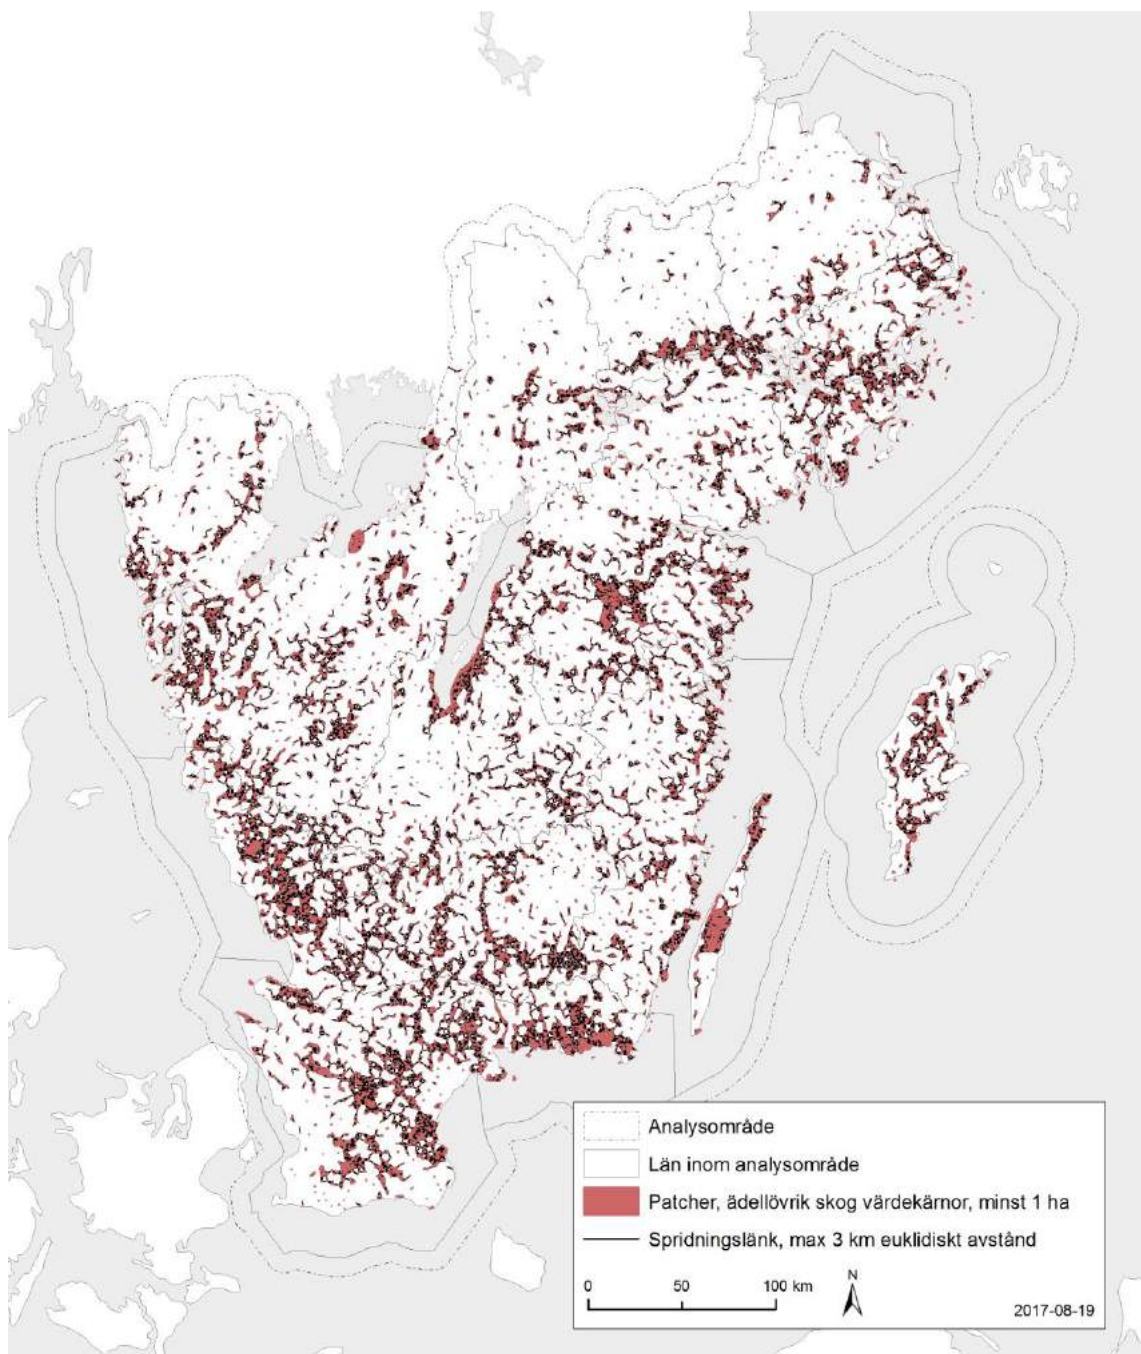 Analysområde
Län inom analysområde
Patcher, ädellövrik skog värdekärnor, minst 1 ha
Spridningslänk, max 3 km euklidiskt avstånd
0 50 100 km
N
2017-08-19